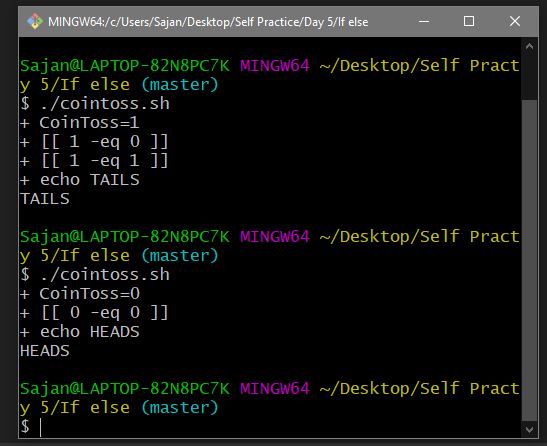 MINGW64:/c/Users/Sajan/Desktop/Self Practice/Day 5/If else
Sajan@LAPTOP-82N8PC7K MINGW64 ~/Desktop/Self Pract
y 5/If else (master)
$ ./cointoss.sh
+ CoinToss=1
+ [[ 1 -eq 0 ]]
+ [[ 1 -eq 1 ]]
+ echo TAILS
TAILS
Sajan@LAPTOP-82N8PC7K MINGW64 ~/Desktop/Self Pract
y 5/If else (master)
$ ./cointoss.sh
+ CoinToss=0
+ [[ 0 -eq 0 ]]
+ echo HEADS
HEADS
Sajan@LAPTOP-82N8PC7K MINGW64 ~/Desktop/Self Pract
y 5/If else (master)
$